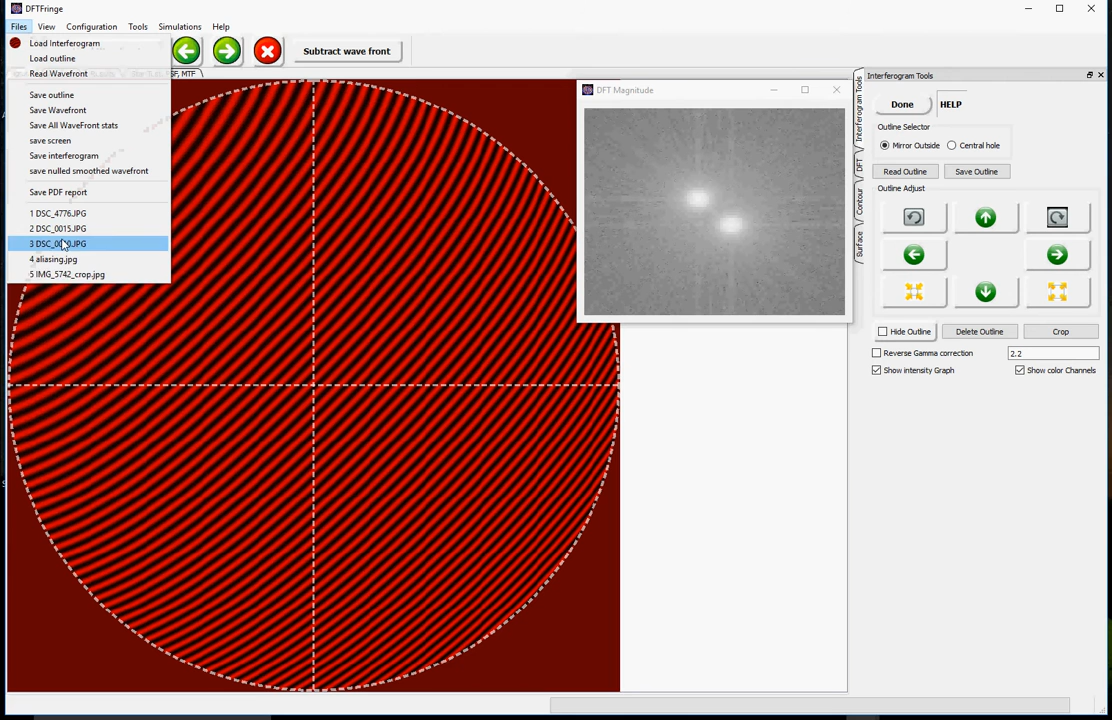 DFTFringe
Files View Configuration Tools Simulations Help
Load Interferogram
Load outline
Read Wavefront
Save outline
Save Wavefront
Save All WaveFront stats
save screen
Save interferogram
save nulled smoothed wavefront
Save PDF report
1 DSC_4776.JPG
2 DSC_0015.JPG
4 aliasing.jpg
5 IMG_5742_crop.jpg
Subtract wave front
SF, MTF
DFT Magnitude
Interferogram Tools
DFT
Contour
Surface
Interferogram Tools
Done HELP
Outline Selector
Mirror Outside Central hole
Read Outline Save Outline
Outline Adjust
Hide Outline Delete Outline Crop
Reverse Gamma correction 2.2
Show intensity Graph Show color Channels